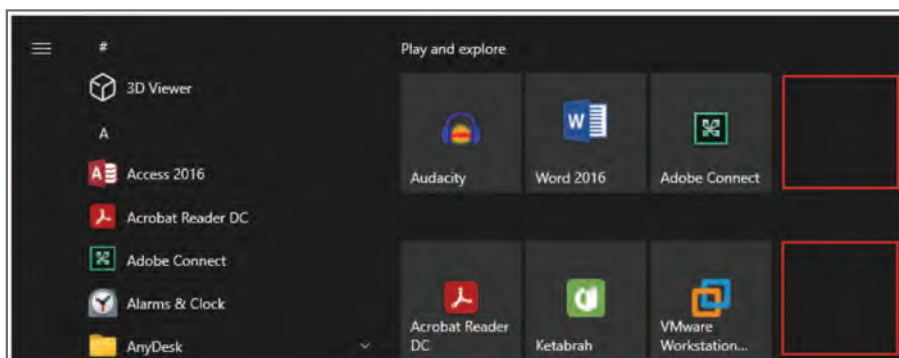 #
3D Viewer
A
Access 2016
Acrobat Reader DC
Adobe Connect
Alarms & Clock
AnyDesk
Play and explore
Audacity
Word 2016
Adobe Connect
Acrobat Reader
DC
Ketabrah
VMware
Workstation...